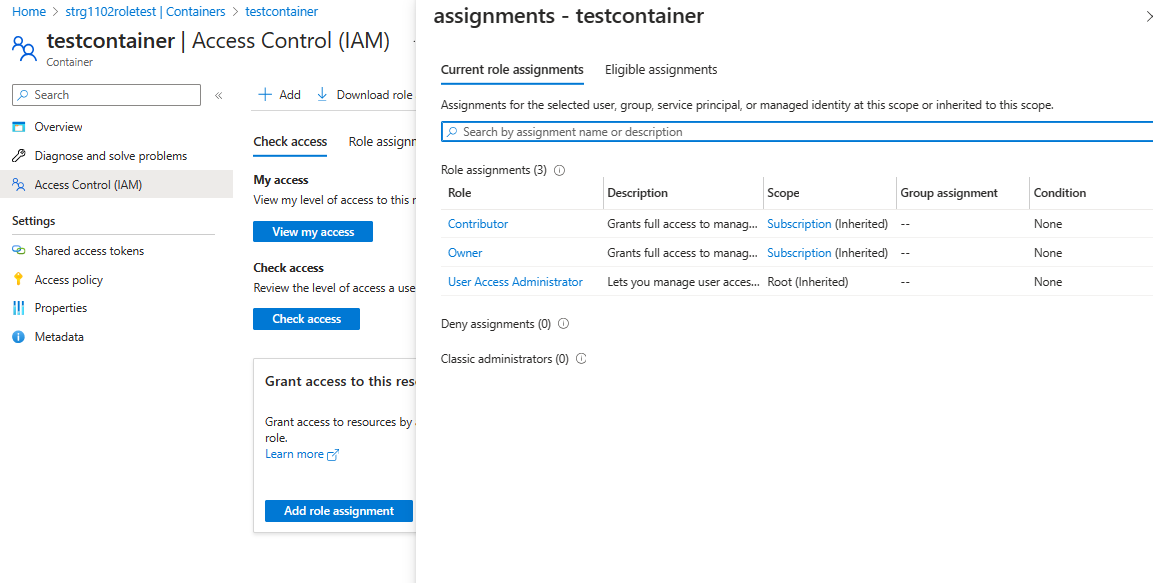 Home > strg1102roletest | Containers > testcontainer
testcontainer | Access Control (IAM)
Container
Search
«
Overview
Diagnose and solve problems
Access Control (IAM)
Settings
Shared access tokens
Access policy
Properties
Metadata
Add
Download role
Check access
Role assignn
My access
View my level of access to this r
View my access
Check access
Review the level of access a use
Check access
Grant access to this res
Grant access to resources by
role.
Learn more
Add role assignment
assignments - testcontainer
Current role assignments
Eligible assignments
Assignments for the selected user, group, service principal, or managed identity at this scope or inherited to this scope.
Search by assignment name or description
Role assignments (3)
Role Description Scope Group assignment Condition
Contributor Grants full access to manag... Subscription (Inherited) -- None
Owner Grants full access to manag... Subscription (Inherited) -- None
User Access Administrator Lets you manage user acces... Root (Inherited) -- None
Deny assignments (0)
Classic administrators (0)